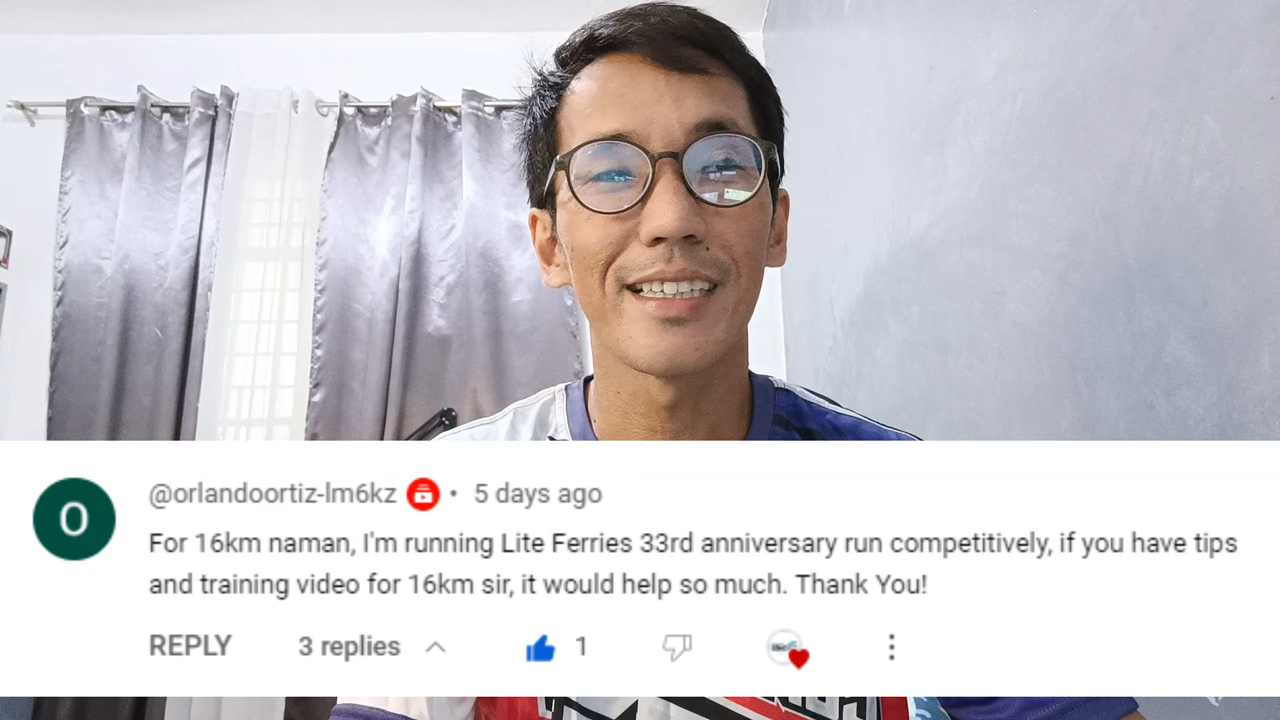 @orlandoortiz-lm6kz • 5 days ago
For 16km naman, I'm running Lite Ferries 33rd anniversary run competitively, if you have tips
and training video for 16km sir, it would help so much. Thank You!
REPLY 3 replies 1
O